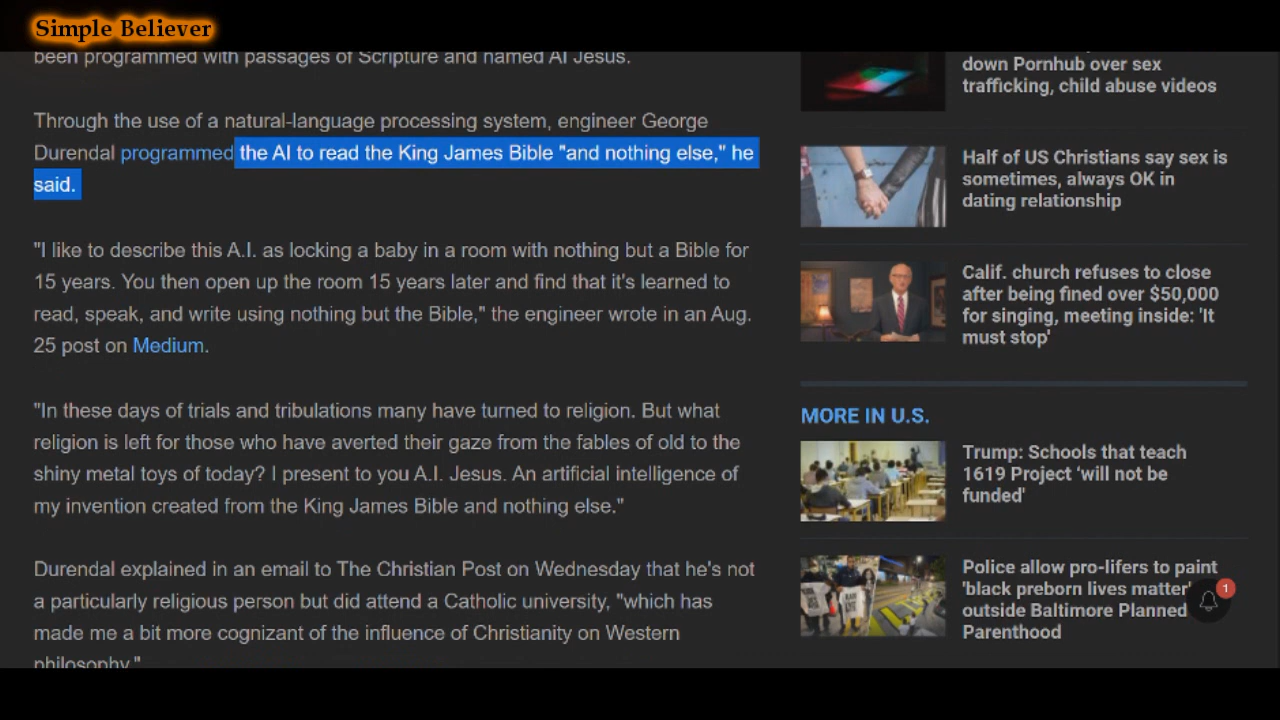 Simple Believer
been programmed with passages of Scripture and named AI Jesus.
Through the use of a natural-language processing system, engineer George
Durendal programmed the AI to read the King James Bible "and nothing else," he
said.
"I like to describe this A.I. as locking a baby in a room with nothing but a Bible for
15 years. You then open up the room 15 years later and find that it's learned to
read, speak, and write using nothing but the Bible," the engineer wrote in an Aug.
25 post on Medium.
"In these days of trials and tribulations many have turned to religion. But what
religion is left for those who have averted their gaze from the fables of old to the
shiny metal toys of today? I present to you A.I. Jesus. An artificial intelligence of
my invention created from the King James Bible and nothing else."
Durendal explained in an email to The Christian Post on Wednesday that he's not
a particularly religious person but did attend a Catholic university, "which has
made me a bit more cognizant of the influence of Christianity on Western
philosophy."
down Pornhub over sex
trafficking, child abuse videos
Half of US Christians say sex is
sometimes, always OK in
dating relationship
Calif. church refuses to close
after being fined over $50,000
for singing, meeting inside: 'It
must stop'
MORE IN U.S.
Trump: Schools that teach
1619 Project 'will not be
funded'
Police allow pro-lifers to paint
'black preborn lives matter'
outside Baltimore Planned
Parenthood
1